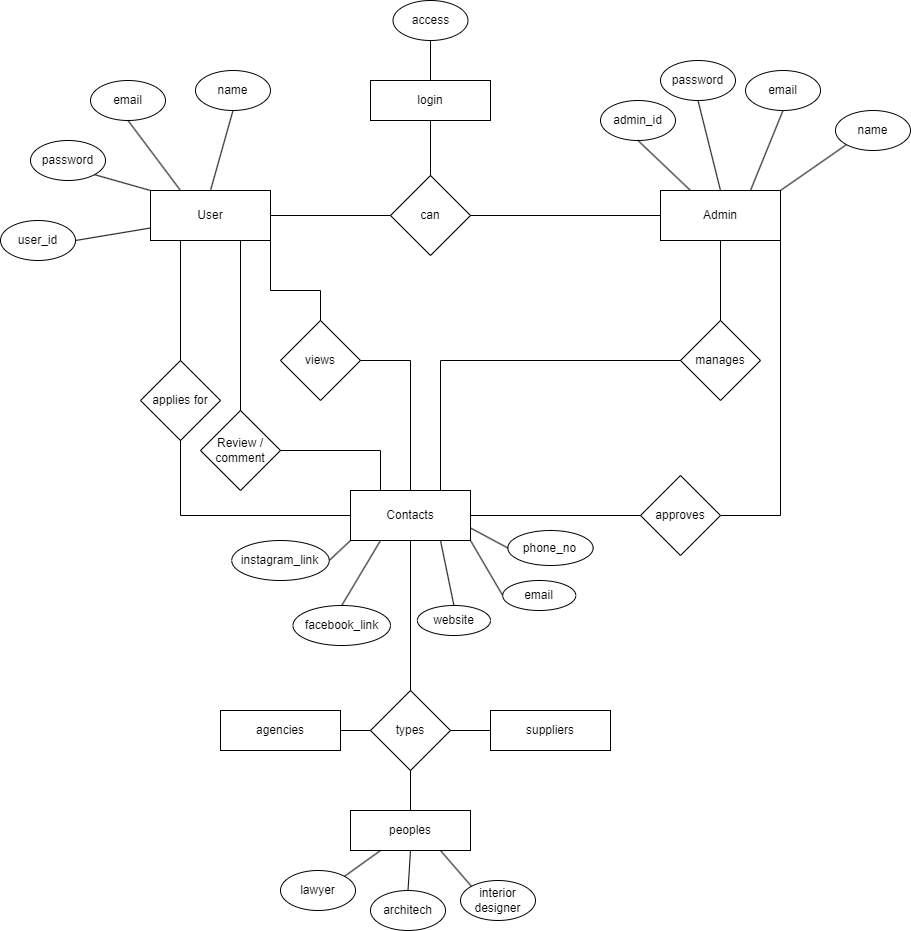 access
login
email
name
password
user_id
User
can
admin_id
password
email
name
Admin
views
manages
applies for
Review /
comment
Contacts
approves
instagram_link
facebook_link
website
email
phone_no
agencies
types
suppliers
peoples
lawyer
architech
interior
designer